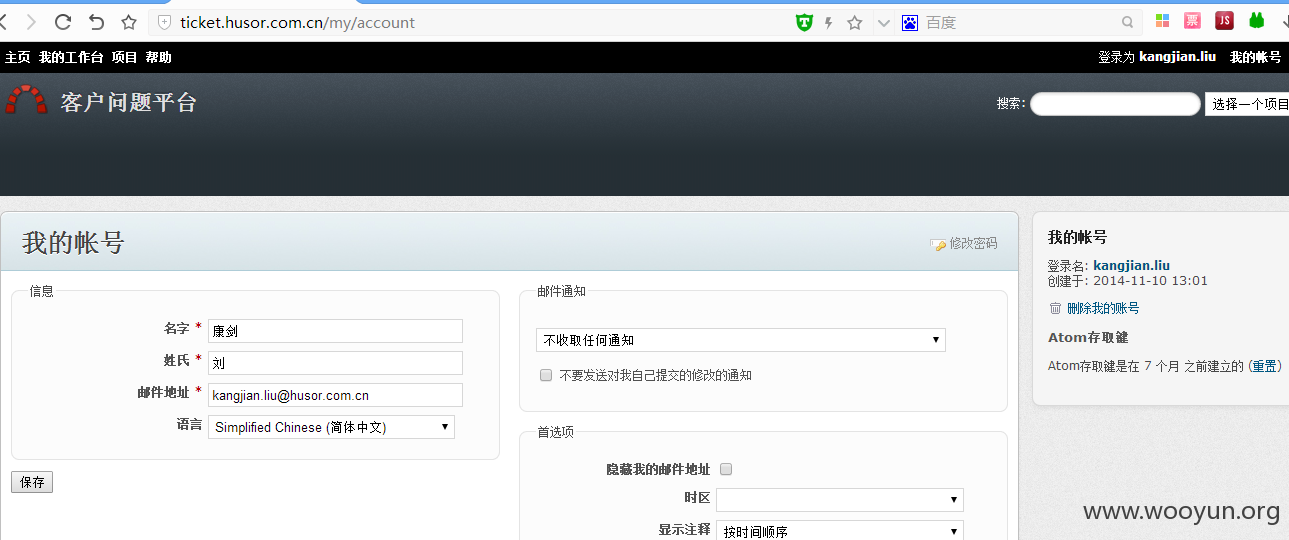 ticket.husor.com.cn/my/account
百度
票
JS
主页 我的工作台 项目 帮助
登录为 kangjian.liu 我的帐号
客户问题平台
搜索:
选择一个项目
我的帐号
修改密码
信息
名字 *
康剑
姓氏 *
刘
邮件地址 *
kangjian.liu@husor.com.cn
语言
Simplified Chinese (简体中文)
保存
邮件通知
不收取任何通知
不要发送对我自己提交的修改的通知
首选项
隐藏我的邮件地址
时区
显示注释
按时间顺序
我的帐号
登录名: kangjian.liu
创建于: 2014-11-10 13:01
删除我的账号
Atom存取键
Atom存取键是在 7 个月 之前建立的 (重置)
www.wooyun.org